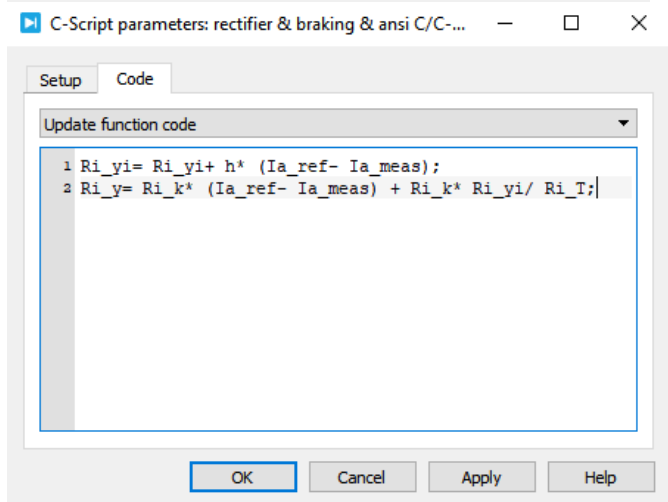 C-Script parameters: rectifier & braking & ansi C/C-...
Setup
Code
Update function code
1 Ri_yi= Ri_yi+ h* (Ia_ref- Ia_meas);
2 Ri_y= Ri_k* (Ia_ref- Ia_meas) + Ri_k* Ri_yi/ Ri_T;
OK
Cancel
Apply
Help